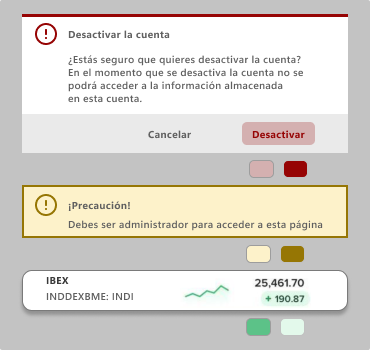 Desactivar la cuenta
¿Estás seguro que quieres desactivar la cuenta?
En el momento que se desactiva la cuenta no se
podrá acceder a la información almacenada
en esta cuenta.
Cancelar
Desactivar
¡Precaución!
Debes ser administrador para acceder a esta página
IBEX
25,461.70
INDDEXBME: INDI
+ 190.87